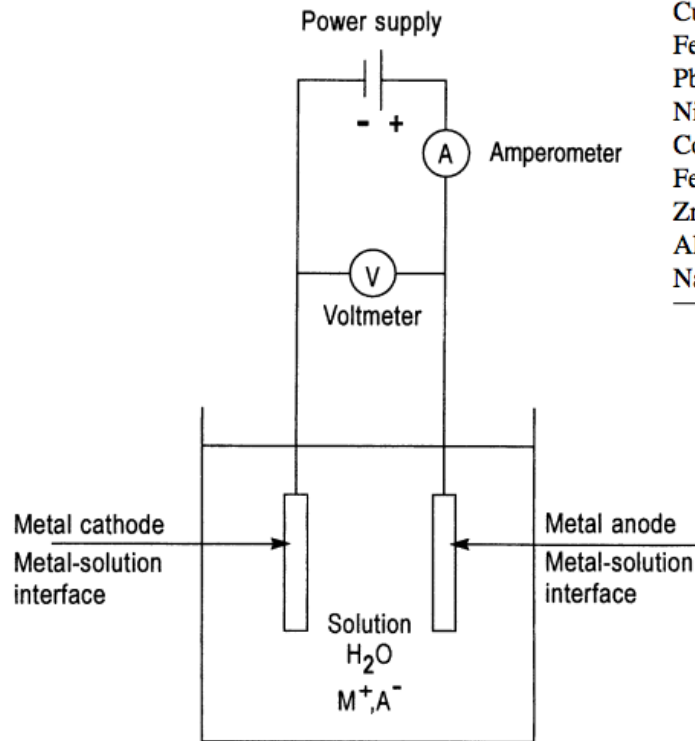 Power supply
- +
A Amperometer
V
Voltmeter
Metal cathode
Metal-solution
interface
Metal anode
Metal-solution
interface
Solution
H₂O
M⁺,A⁻
Fe
Pb
Ni
Co
Fe
Zn
Al
Na